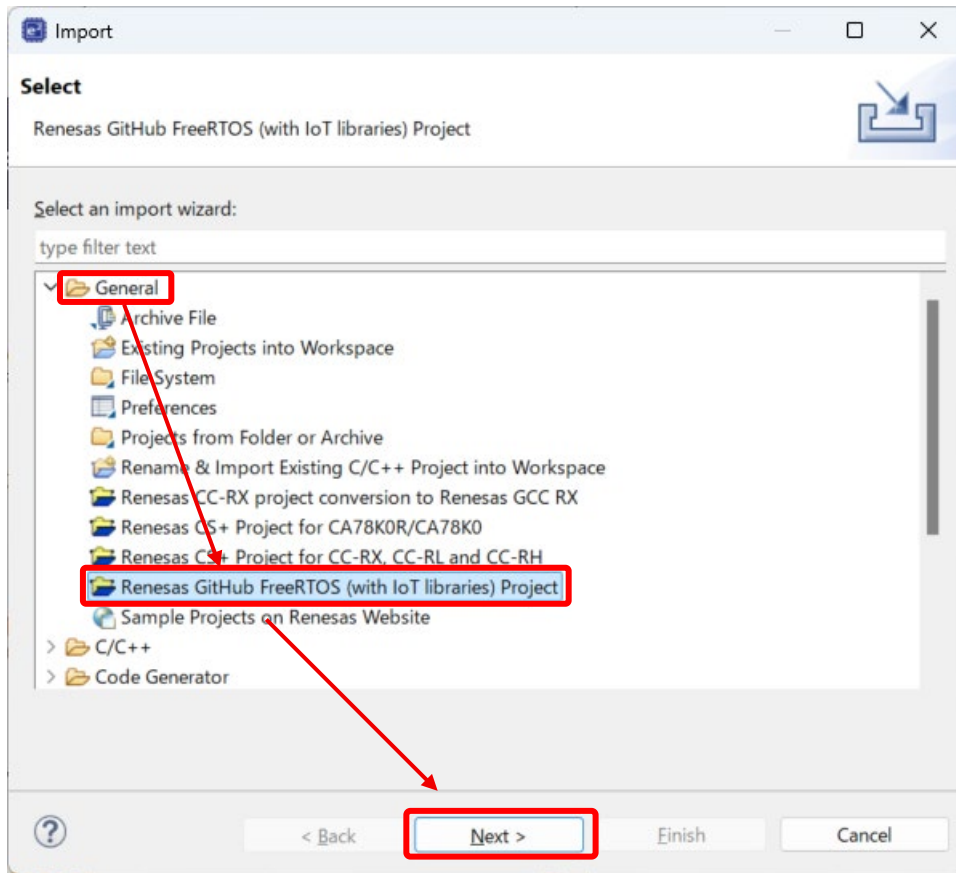 Import
Select
Renesas GitHub FreeRTOS (with IoT libraries) Project
Select an import wizard:
type filter text
General
Archive File
Existing Projects into Workspace
File System
Preferences
Projects from Folder or Archive
Rename & Import Existing C/C++ Project into Workspace
Renesas CC-RX project conversion to Renesas GCC RX
Renesas CS+ Project for CA78K0R/CA78K0
Renesas CS+ Project for CC-RX, CC-RL and CC-RH
Renesas GitHub FreeRTOS (with IoT libraries) Project
Sample Projects on Renesas Website
C/C++
Code Generator
? < Back Next > Finish Cancel